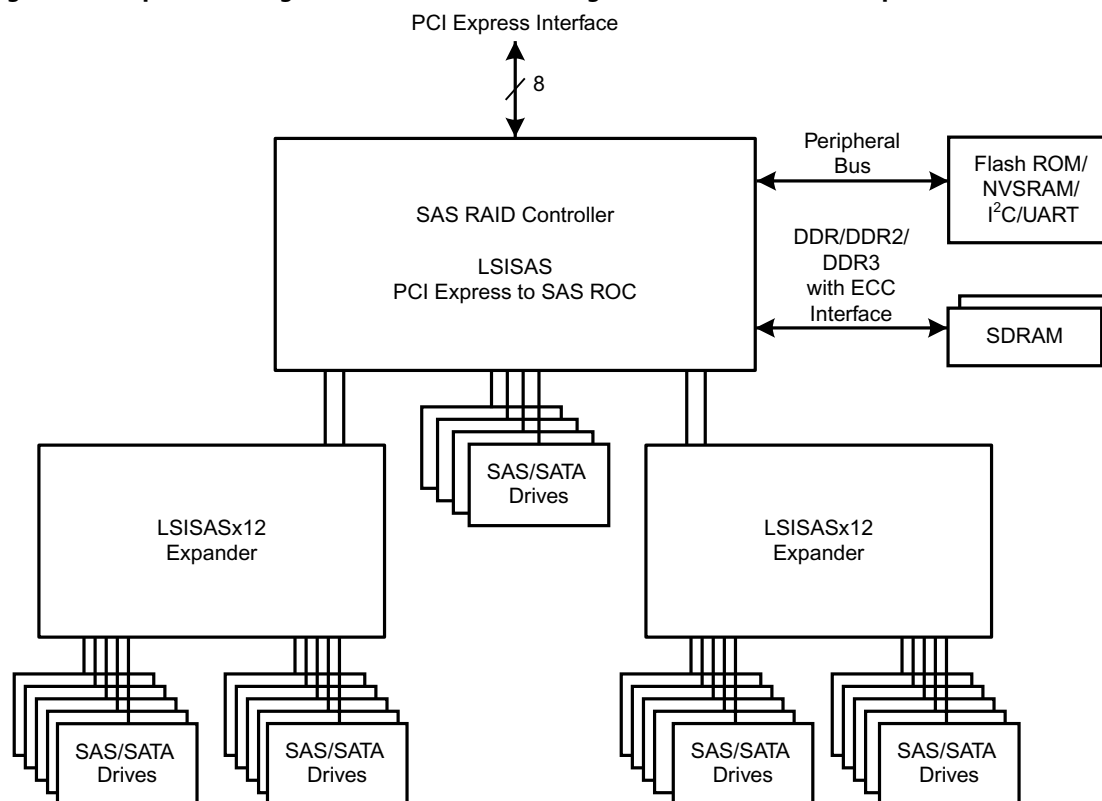 PCI Express Interface
8
SAS RAID Controller
LSISAS
PCI Express to SAS ROC
Peripheral
Bus
Flash ROM/
NVSRAM/
I²C/UART
DDR/DDR2/
DDR3
with ECC
Interface
SDRAM
SAS/SATA
Drives
LSISASx12
Expander
LSISASx12
Expander
SAS/SATA
Drives
SAS/SATA
Drives
SAS/SATA
Drives
SAS/SATA
Drives